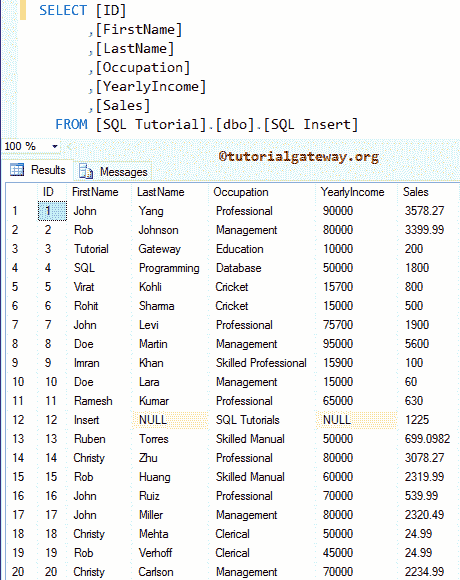 SELECT [ID]
,[FirstName]
,[LastName]
,[Occupation]
,[YearlyIncome]
,[Sales]
FROM [SQL Tutorial].[dbo].[SQL Insert]
100 %
©tutorialgateway.org
Results Messages
ID FirstName LastName Occupation YearlyIncome Sales
1 1 John Yang Professional 90000 3578.27
2 2 Rob Johnson Management 80000 3399.99
3 3 Tutorial Gateway Education 10000 200
4 4 SQL Programming Database 50000 1800
5 5 Virat Kohli Cricket 15700 800
6 6 Rohit Sharma Cricket 15000 500
7 7 John Levi Professional 75700 1900
8 8 Doe Martin Management 95000 5600
9 9 Imran Khan Skilled Professional 15900 100
10 10 Doe Lara Management 15000 60
11 11 Ramesh Kumar Professional 65000 630
12 12 Insert NULL SQL Tutorials NULL 1225
13 13 Ruben Torres Skilled Manual 50000 699.0982
14 14 Christy Zhu Professional 80000 3078.27
15 15 Rob Huang Skilled Manual 60000 2319.99
16 16 John Ruiz Professional 70000 539.99
17 17 John Miller Management 80000 2320.49
18 18 Christy Mehta Clerical 50000 24.99
19 19 Rob Verhoff Clerical 45000 24.99
20 20 Christy Carlson Management 70000 2234.99